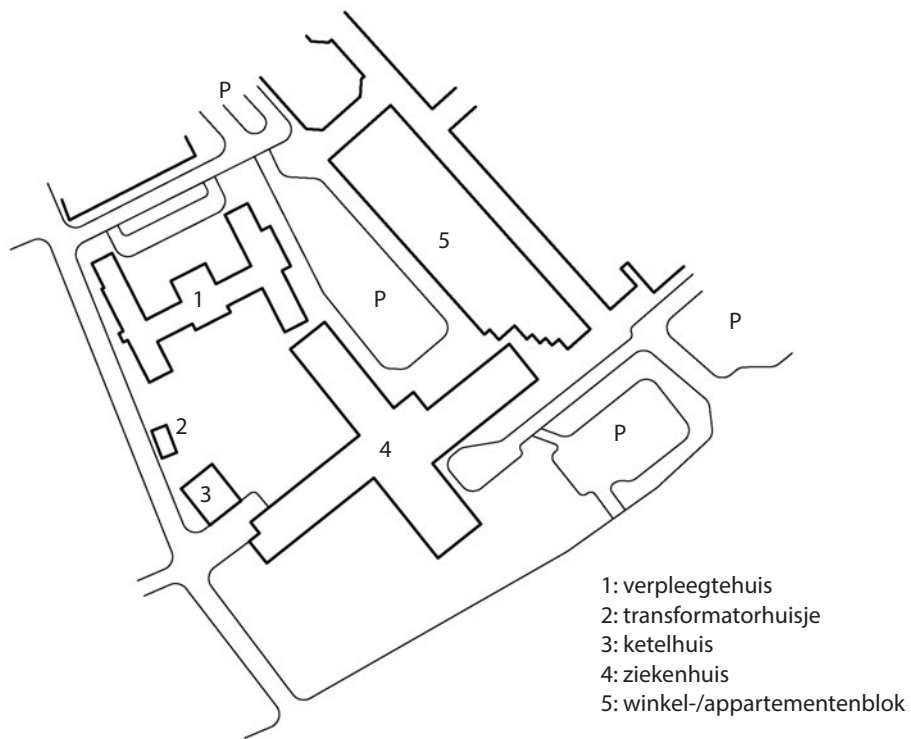 P
5
1
P
P
2
4
P
3
1: verpleegtehuis
2: transformatorhuisje
3: ketelhuis
4: ziekenhuis
5: winkel-/appartementenblok